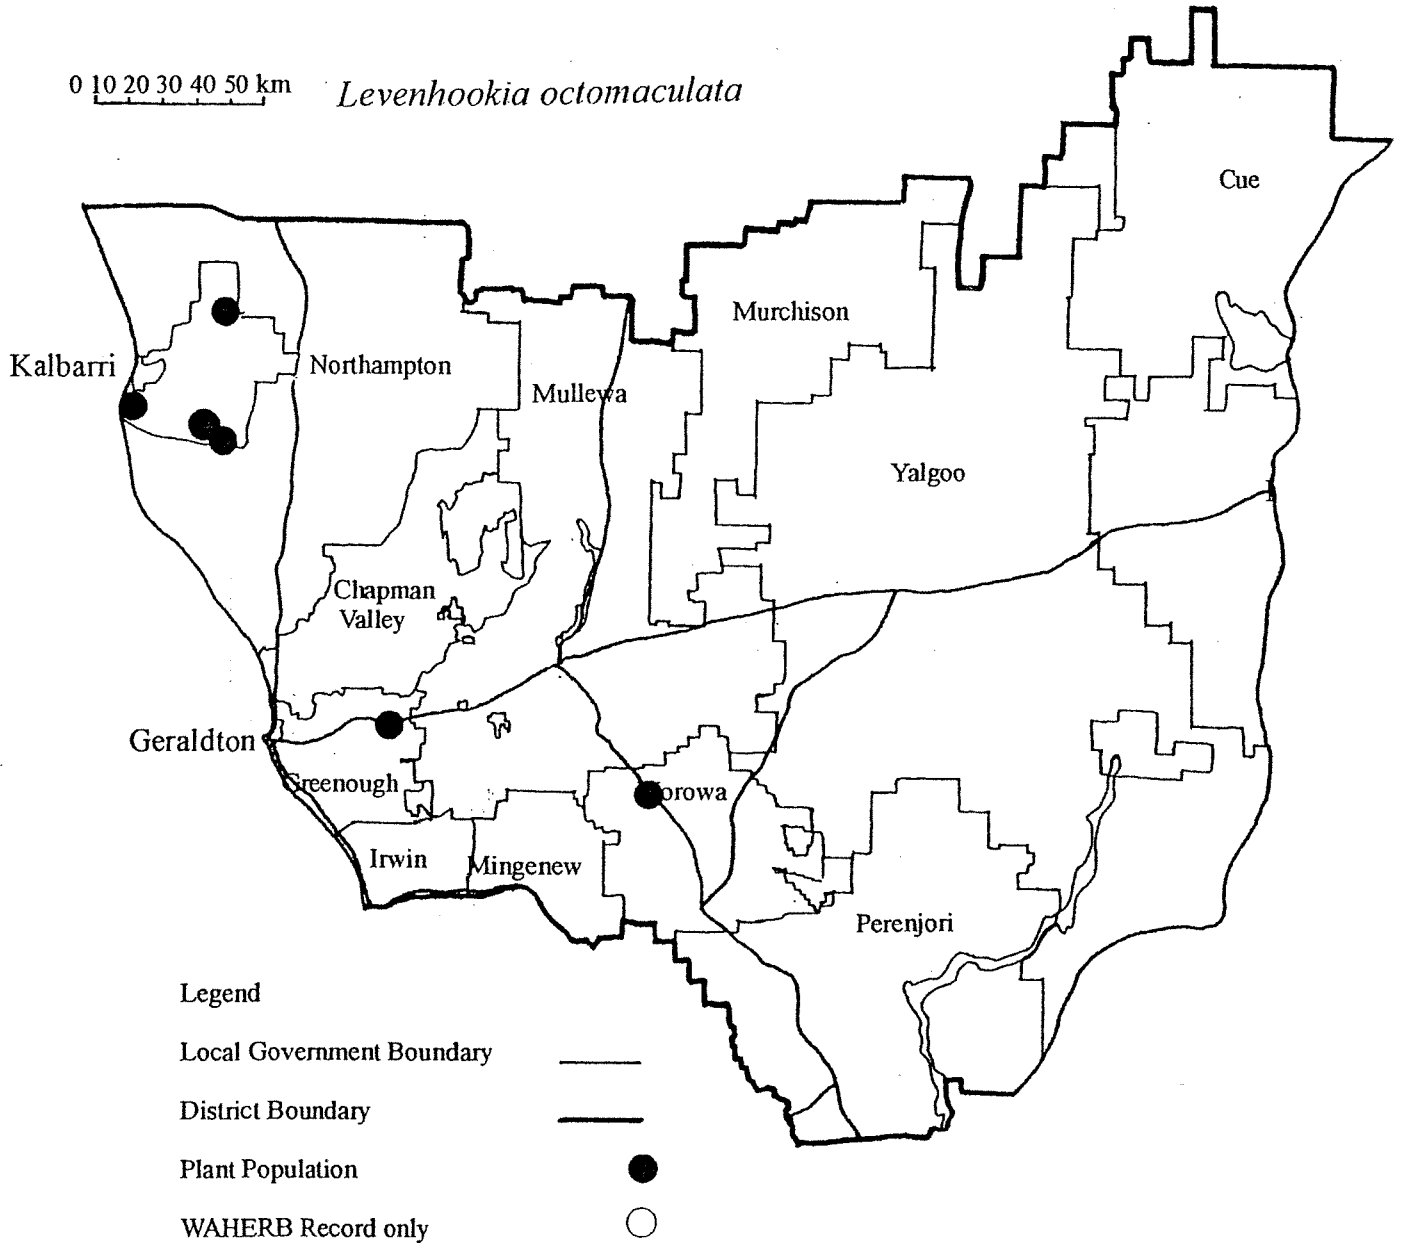 0 10 20 30 40 50 km
Levenhookia octomaculata
Cue
Murchison
Kalbarri
Northampton
Mullewa
Yalgoo
Chapman
Valley
Geraldton
Greenough
orowa
Irwin
Mingenew
Perenjori
Legend
Local Government Boundary
District Boundary
Plant Population
WAHERB Record only